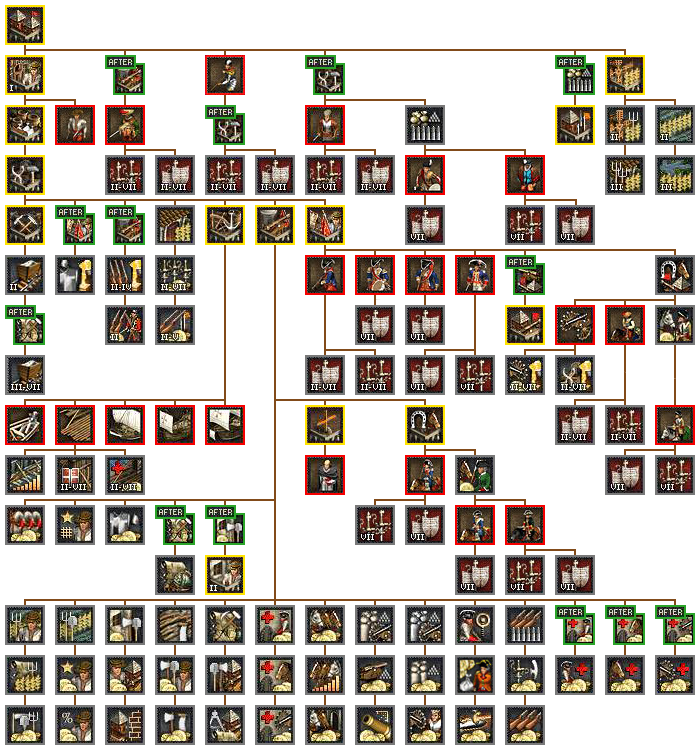 AFTER AFTER AFTER
I
AFTER
II II
II-VII II-VII II-VII II-VII II-VII II-VII III III
AFTER AFTER
VII VII VII
AFTER
II II-IV II-VII
AFTER
II II-V VII VII
III-VII II-VII II-VII VII VII II-VII II-VII
II-VII II-VII
II-VII II-VII VII VII
AFTER AFTER
VII VII
II VII VII VII
AFTER AFTER AFTER
%